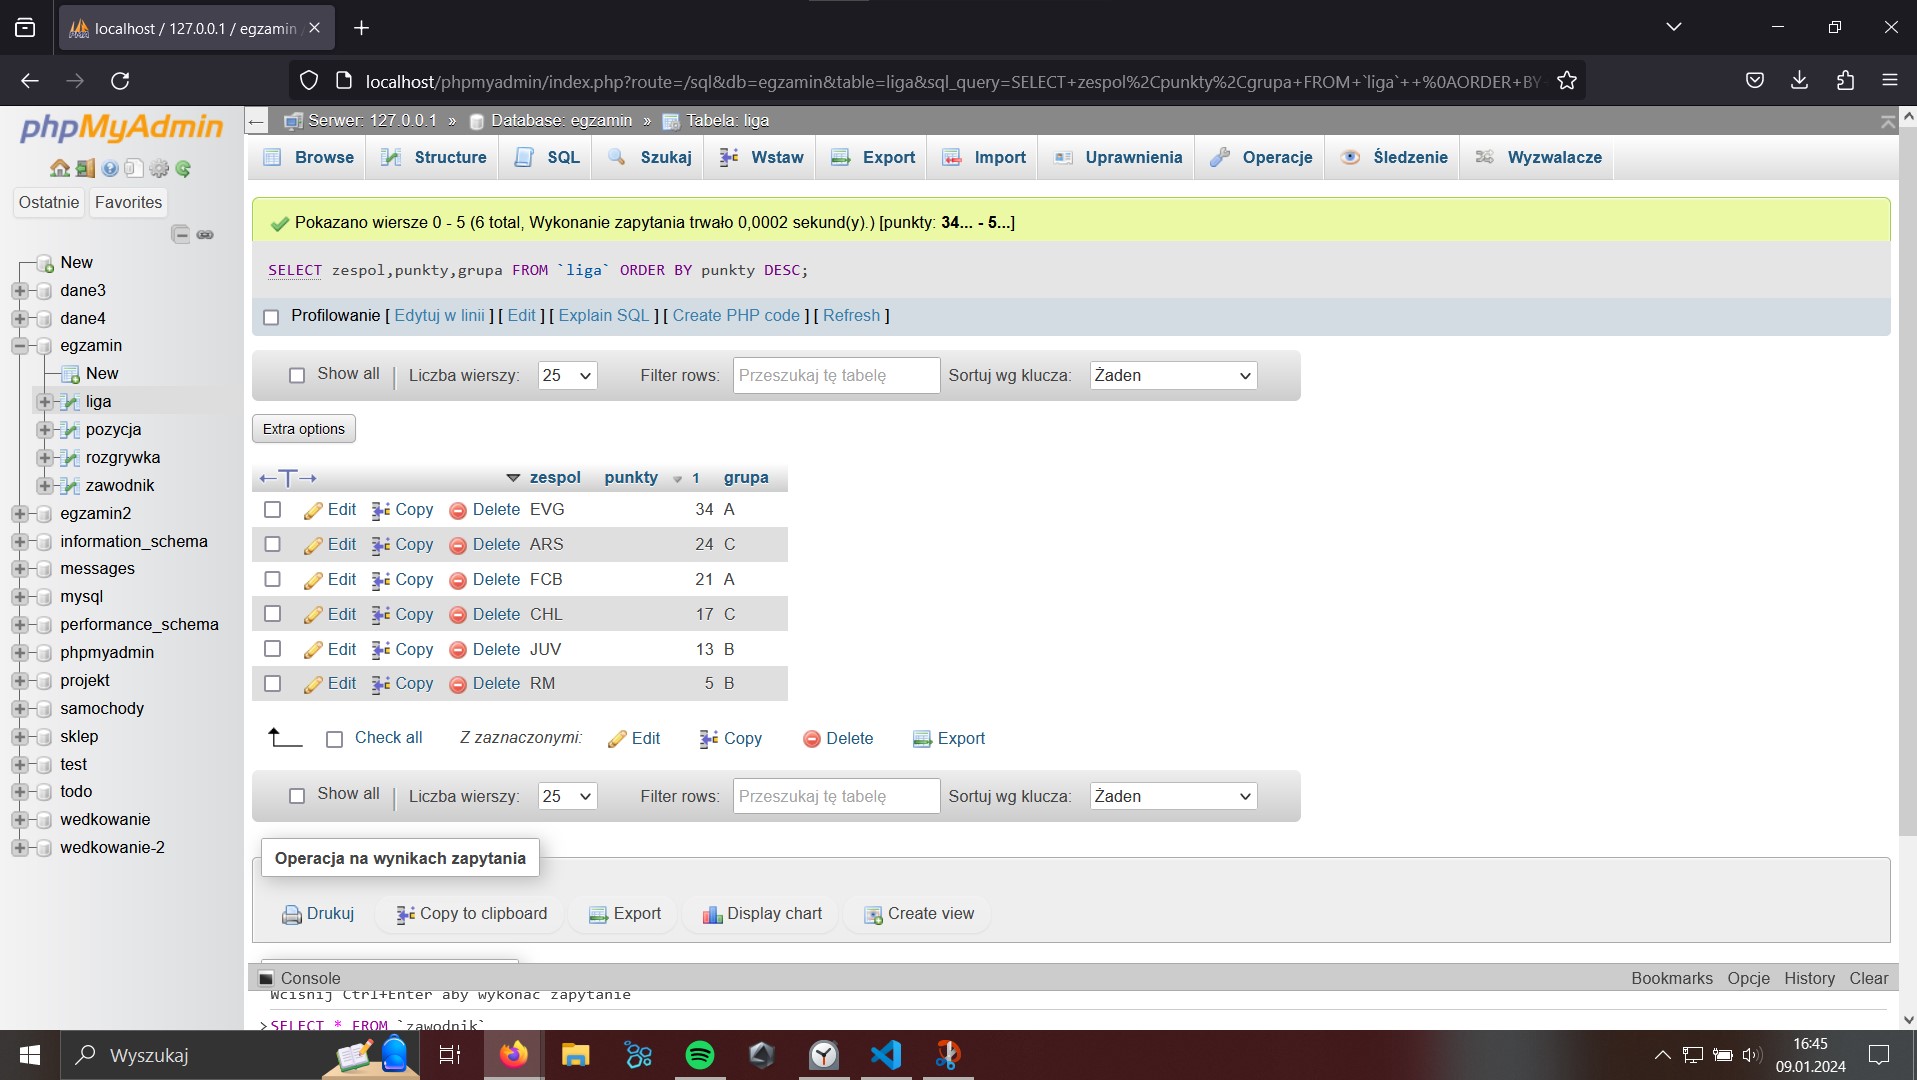 localhost / 127.0.0.1 / egzamin
localhost/phpmyadmin/index.php?route=/sql&db=egzamin&table=liga&sql_query=SELECT+zespol%2Cpunkty%2Cgrupa+FROM+`liga`++%0AORDER+BY
phpMyAdmin
Ostatnie Favorites
New
dane3
dane4
egzamin
New
liga
pozycja
rozgrywka
zawodnik
egzamin2
information_schema
messages
mysql
performance_schema
phpmyadmin
projekt
samochody
sklep
test
todo
wedkowanie
wedkowanie-2
Serwer: 127.0.0.1 » Database: egzamin » Tabela: liga
Browse Structure SQL Szukaj Wstaw Export Import Uprawnienia Operacje Śledzenie Wyzwalacze
Pokazano wiersze 0 - 5 (6 total, Wykonanie zapytania trwało 0,0002 sekund(y).) [punkty: 34... - 5...]
SELECT zespol,punkty,grupa FROM `liga` ORDER BY punkty DESC;
Profilowanie [ Edytuj w linii ] [ Edit ] [ Explain SQL ] [ Create PHP code ] [ Refresh ]
Show all | Liczba wierszy: 25 Filter rows: Przeszukaj tę tabelę Sortuj wg klucza: Żaden
Extra options
←T→ zespol punkty 1 grupa
Edit Copy Delete EVG 34 A
Edit Copy Delete ARS 24 C
Edit Copy Delete FCB 21 A
Edit Copy Delete CHL 17 C
Edit Copy Delete JUV 13 B
Edit Copy Delete RM 5 B
Check all Z zaznaczonymi: Edit Copy Delete Export
Show all | Liczba wierszy: 25 Filter rows: Przeszukaj tę tabelę Sortuj wg klucza: Żaden
Operacja na wynikach zapytania
Drukuj Copy to clipboard Export Display chart Create view
Console Bookmarks Opcje History Clear
Wciśnij Ctrl+Enter aby wykonać zapytanie
>SELECT * FROM `zawodnik`
Wyszukaj
16:45
09.01.2024